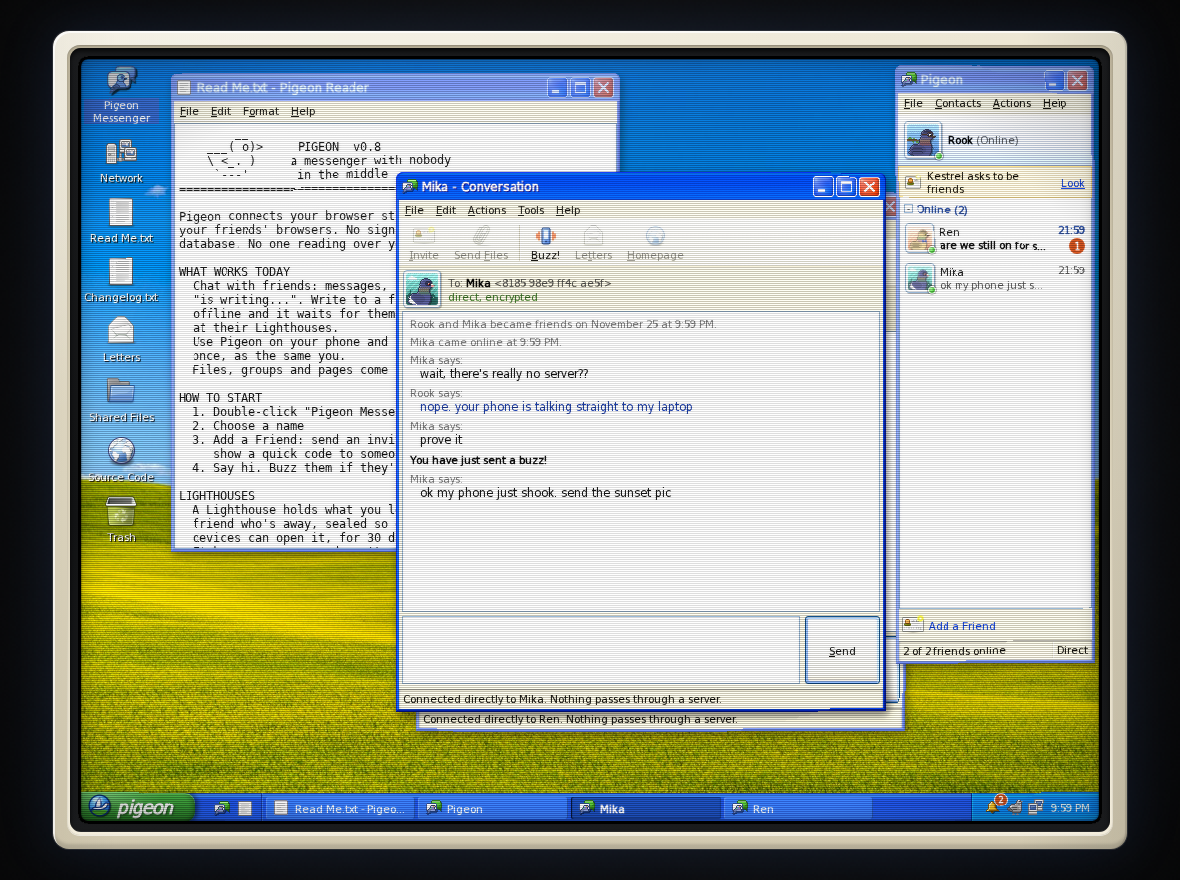 Pigeon
Messenger
Network
Read Me.txt
Changelog.txt
Letters
Shared Files
Source Code
Trash
Read Me.txt - Pigeon Reader
File Edit Format Help
__
___( o)> PIGEON v0.8
\ <_. ) a messenger with nobody
`---' in the middle
Pigeon connects your browser
your friends' browsers. No
database. No one reading over
WHAT WORKS TODAY
Chat with friends: messages,
"is writing...". Write to a
offline and it waits for them
at their Lighthouses.
Use Pigeon on your phone and
once, as the same you.
Files, groups and pages come
HOW TO START
1. Double-click "Pigeon
2. Choose a name
3. Add a Friend: send an
show a quick code to
4. Say hi. Buzz them if
LIGHTHOUSES
A Lighthouse holds what you
friend who's away, sealed so
devices can open it, for 30
Mika - Conversation
File Edit Actions Tools Help
Invite Send Files Buzz! Letters Homepage
To: Mika <8185 98e9 ff4c ae5f>
direct, encrypted
Rook and Mika became friends on November 25 at 9:59 PM.
Mika came online at 9:59 PM.
Mika says:
wait, there's really no server??
Rook says:
nope. your phone is talking straight to my laptop
Mika says:
prove it
You have just sent a buzz!
Mika says:
ok my phone just shook. send the sunset pic
Send
Connected directly to Mika. Nothing passes through a server.
Connected directly to Ren. Nothing passes through a server.
Pigeon
File Contacts Actions Help
Rook (Online)
Kestrel asks to be
friends
Look
Online (2)
Ren 21:59
are we still on for s... 1
Mika 21:59
ok my phone just s...
Add a Friend
2 of 2 friends online Direct
pigeon
Read Me.txt - Pigeo...
Pigeon
Mika
Ren
2
9:59 PM